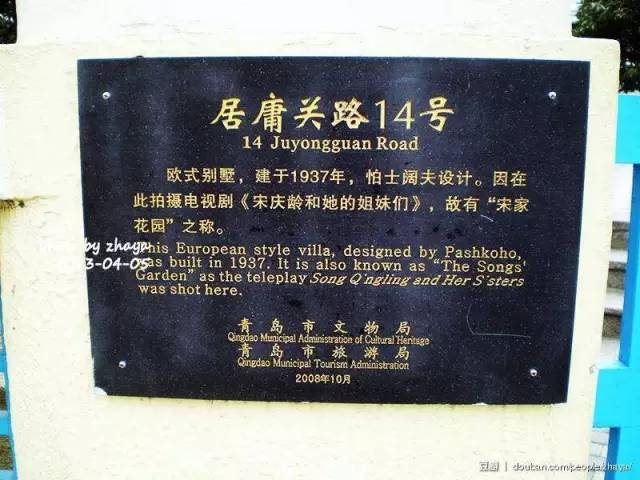 居庸关路14号
14 Juyongguan Road
欧式别墅，建于1937年，怕士阔夫设计。因在
此拍摄电视剧《宋庆龄和她的姐妹们》，故有“宋家
花园”之称。
his European style villa, designed by Pashkoho,
as built in 1937. It is also known as "The Songs'
Garden" as the teleplay Song Q'ngling and Her S'sters
was shot here.
青岛市文物局
Qingdao Municipal Administration of Cultural Heritage
青岛市旅游局
Qingdao Municipal Tourism Administration
2008年10月
by zhaya
3-04-05
豆瓣 | douban.com/people/zhaya/